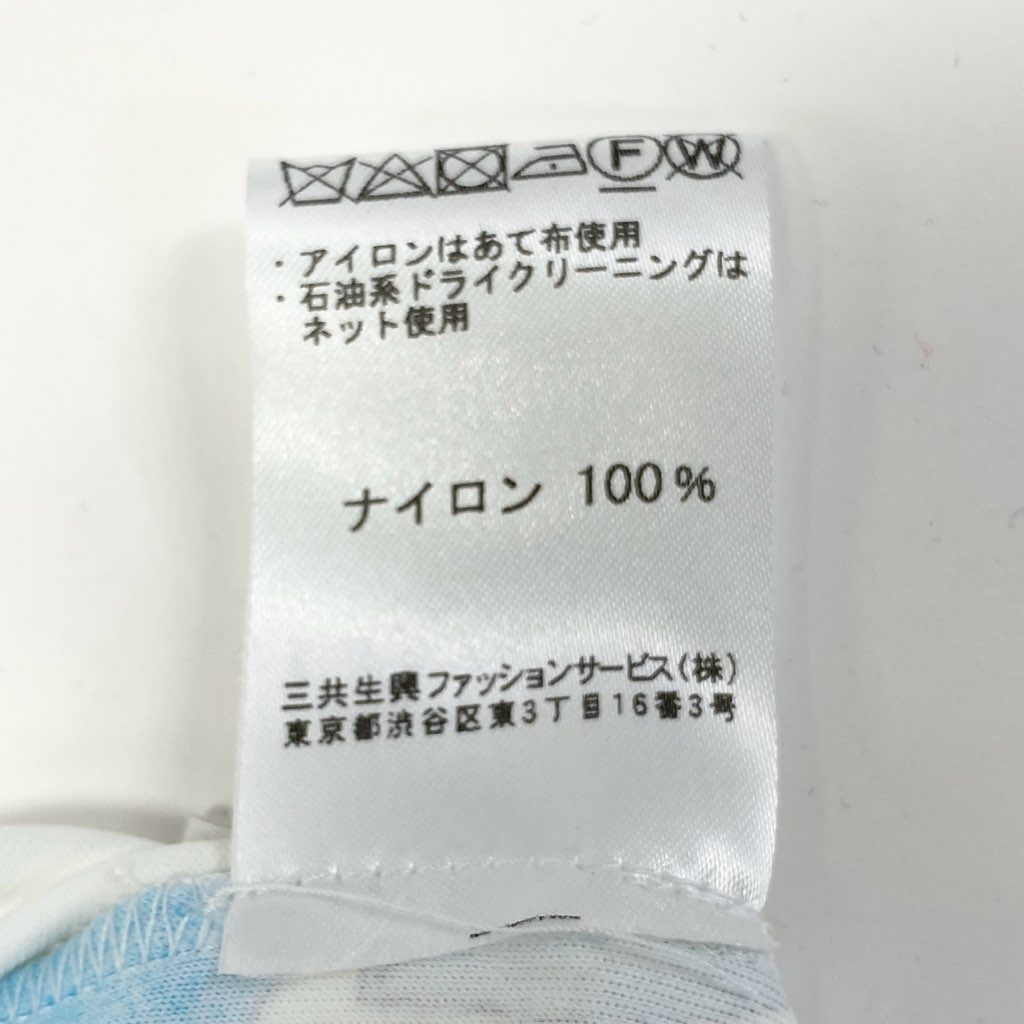 F W
・アイロンはあて布使用
・石油系ドライクリーニングは
ネット使用
ナイロン 100%
三共生興ファッションサービス(株)
東京都渋谷区東3丁目16番3号